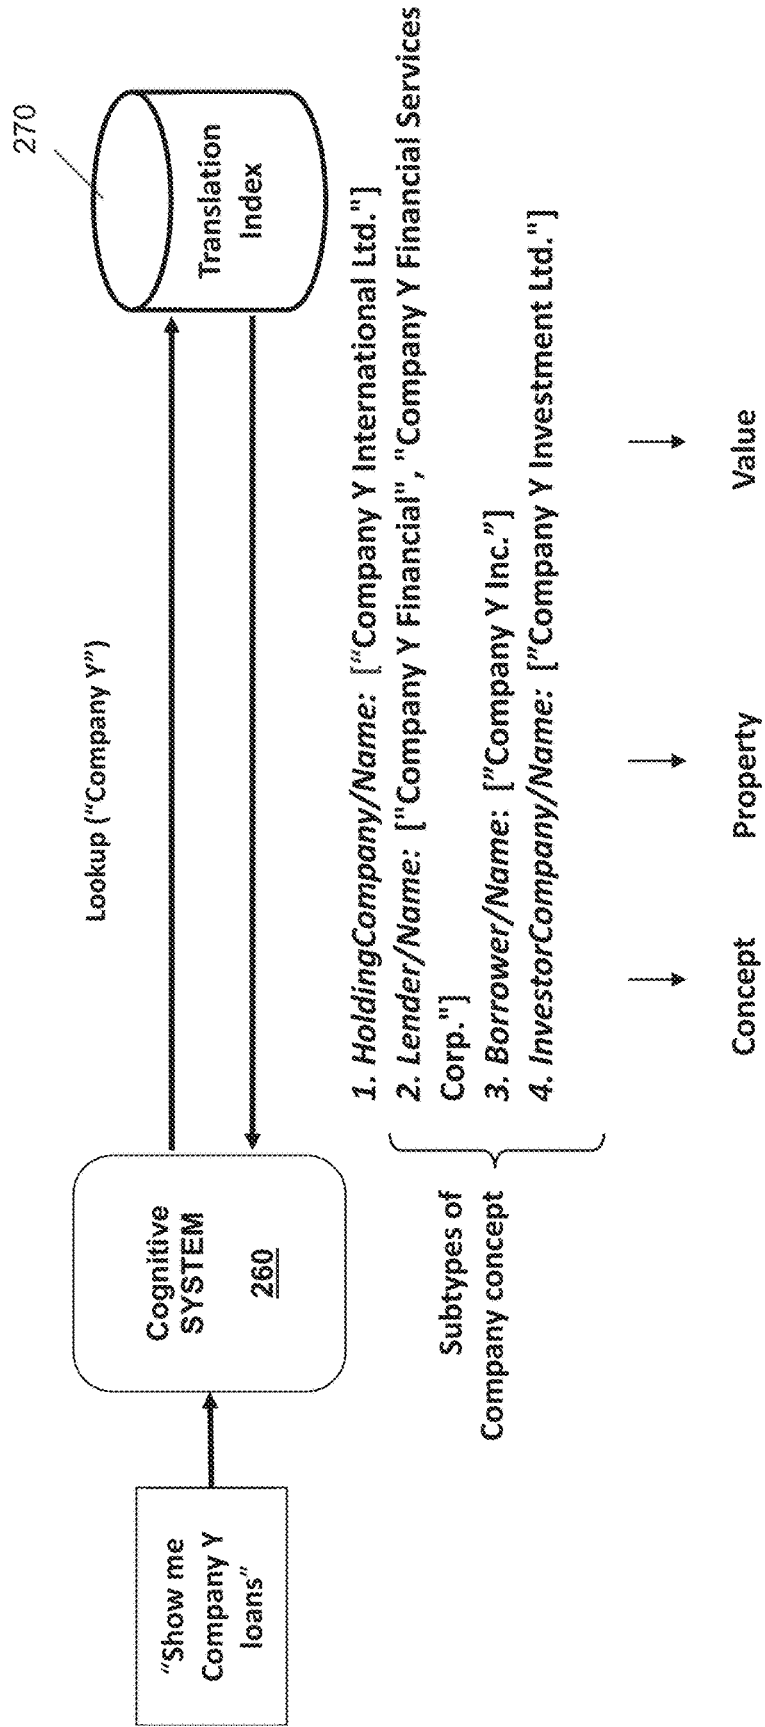 "Show me
Company Y
loans"
Cognitive
SYSTEM
260
Lookup ("Company Y")
270
Translation
Index
1. HoldingCompany/Name: ["Company Y International Ltd."]
2. Lender/Name: ["Company Y Financial", "Company Y Financial Services
Corp."]
3. Borrower/Name: ["Company Y Inc."]
4. InvestorCompany/Name: ["Company Y Investment Ltd."]
Subtypes of
Company concept
Concept
Property
Value